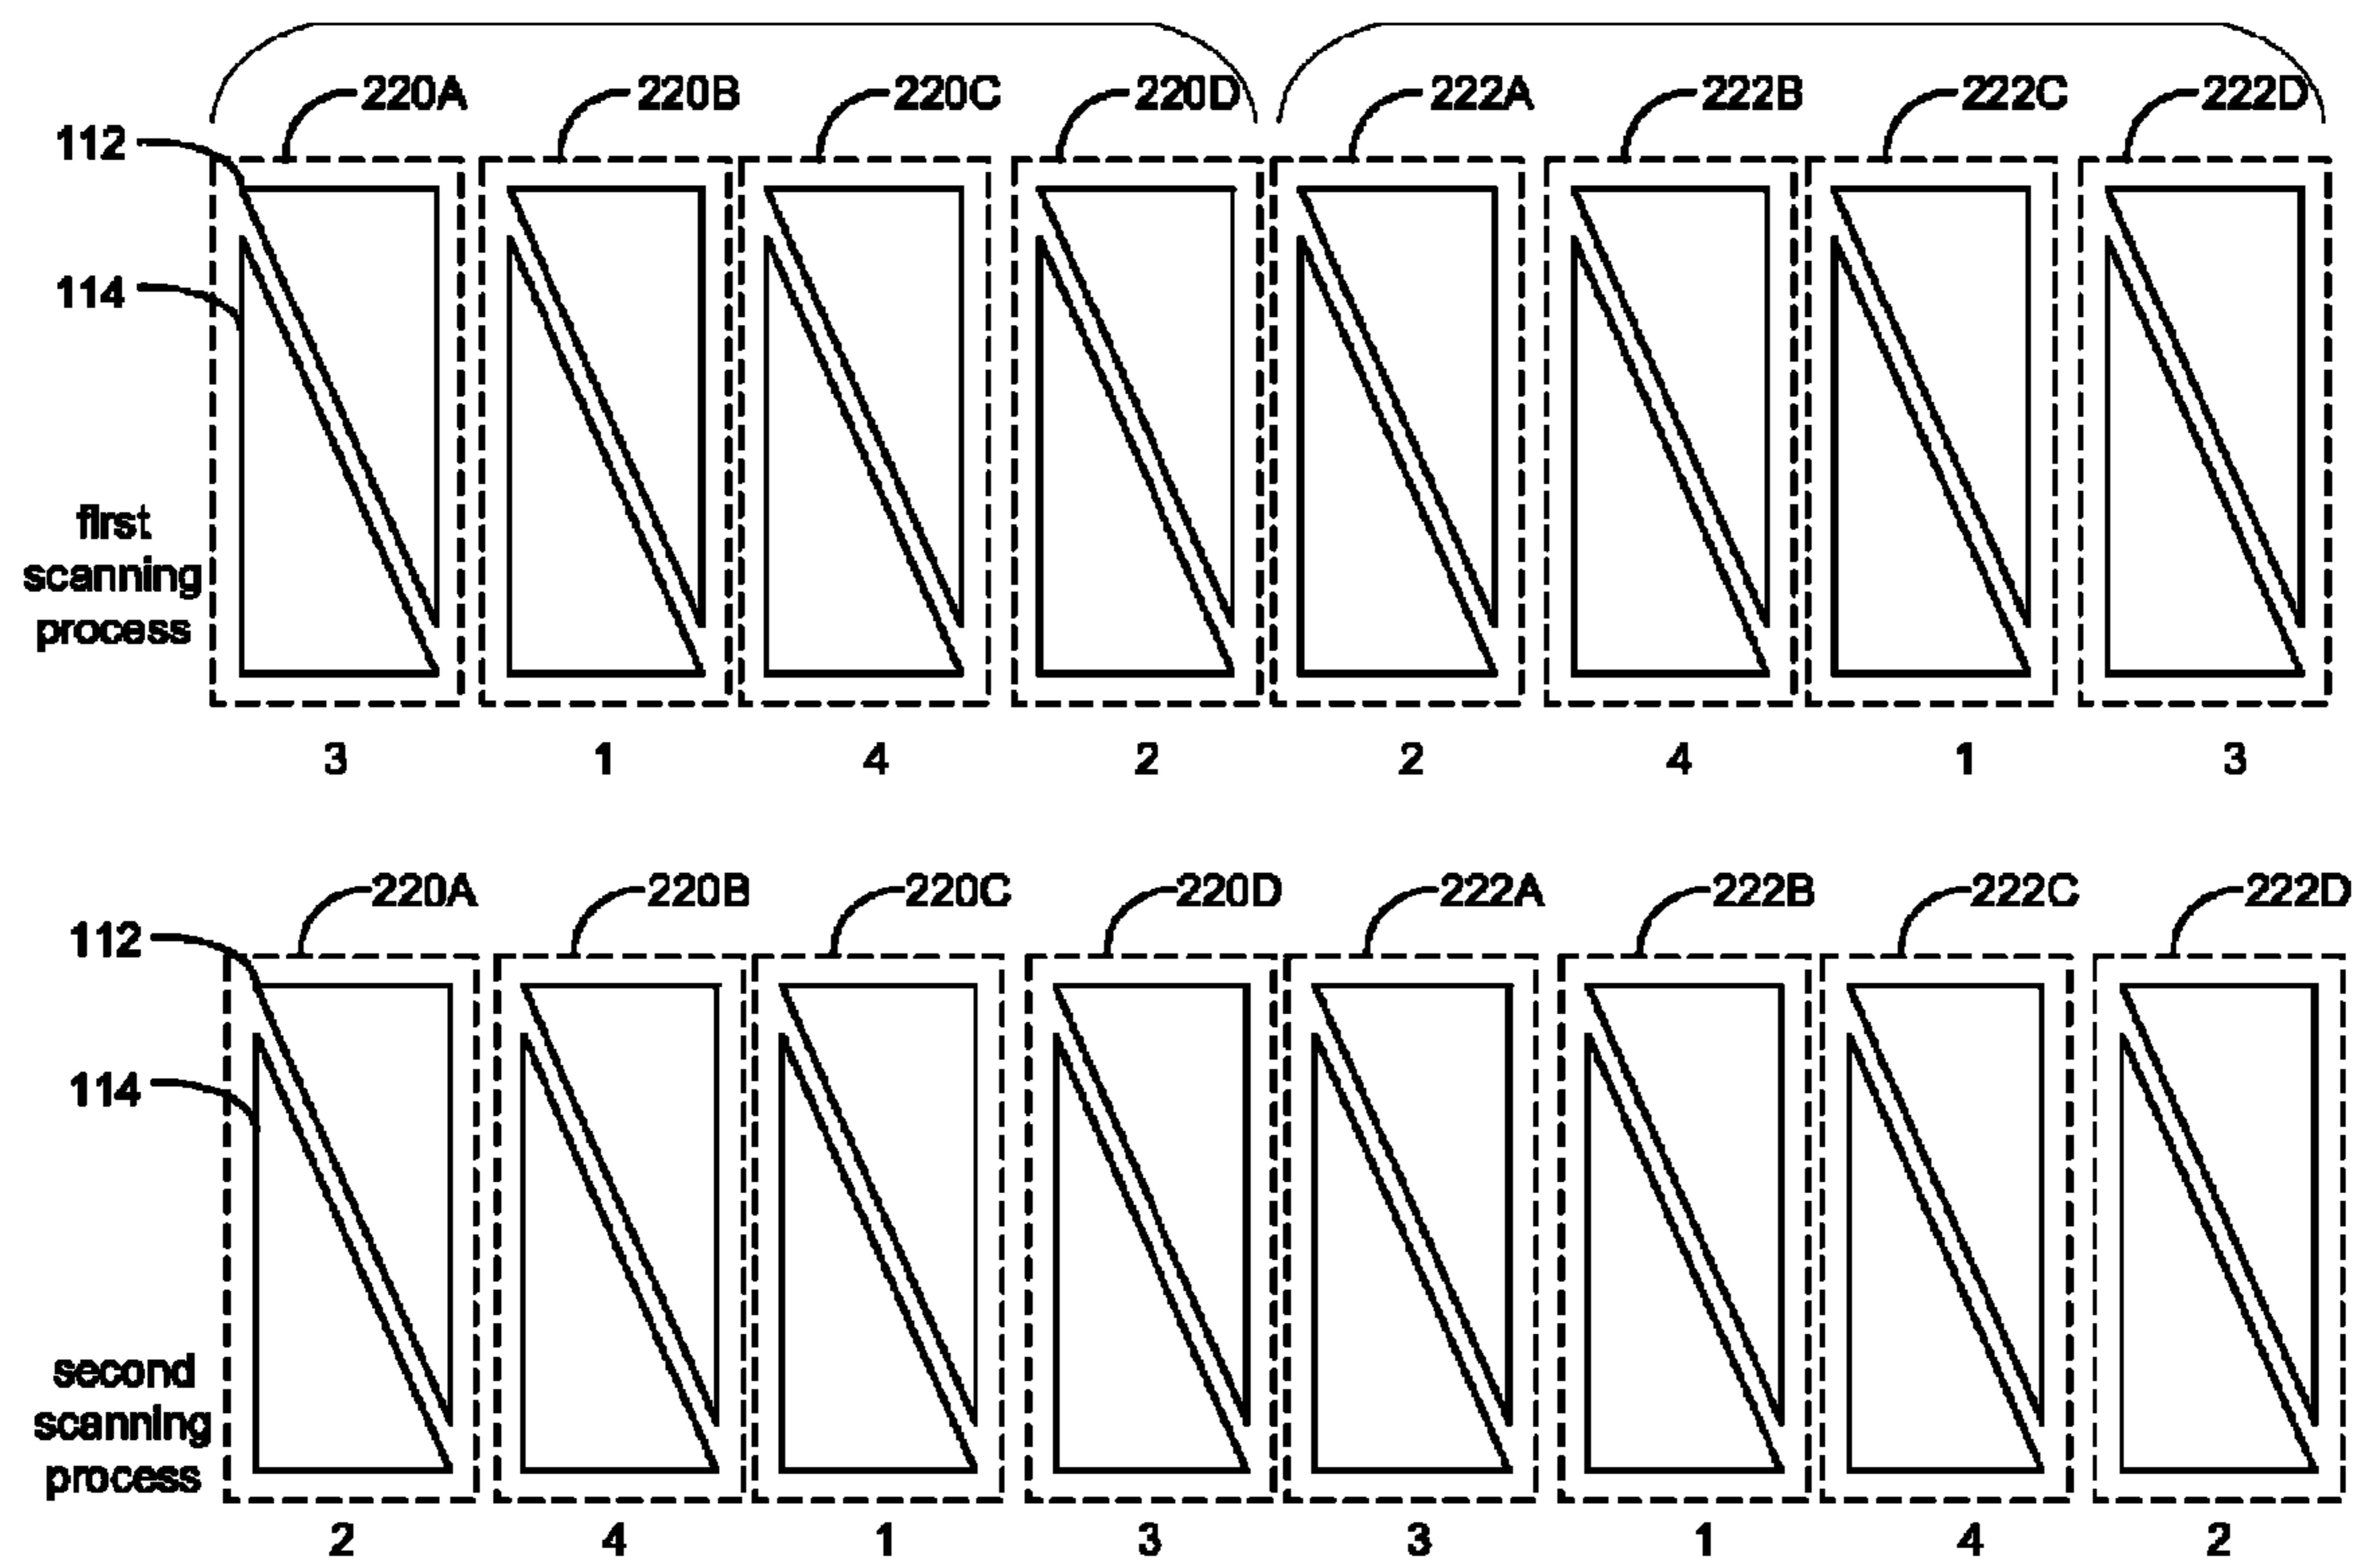 220A 220B 220C 220D 222A 222B 222C 222D
112
114
first
scanning
process
3 1 4 2 2 4 1 3
220A 220B 220C 220D 222A 222B 222C 222D
112
114
second
scanning
process
2 4 1 3 3 1 4 2